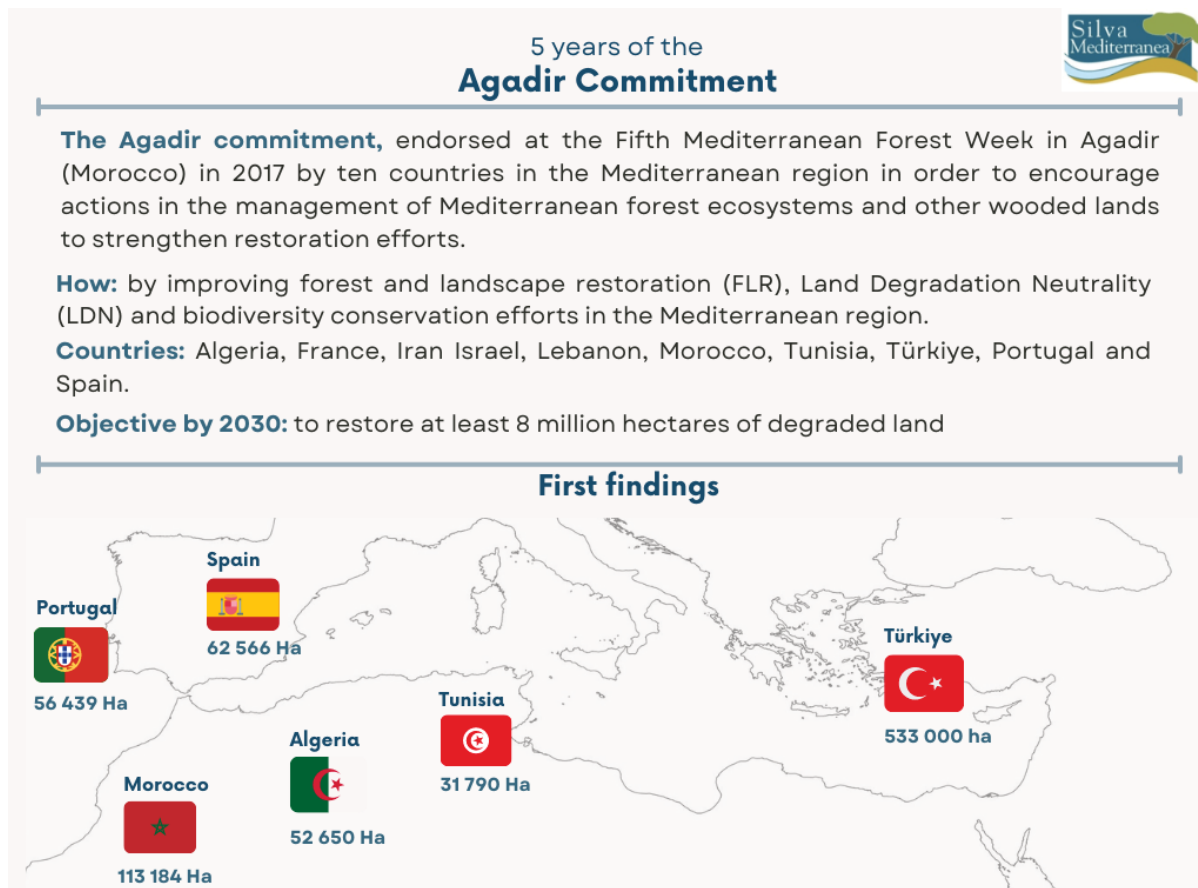 5 years of the
Agadir Commitment
Silva
Mediterranea
The Agadir commitment, endorsed at the Fifth Mediterranean Forest Week in Agadir
(Morocco) in 2017 by ten countries in the Mediterranean region in order to encourage
actions in the management of Mediterranean forest ecosystems and other wooded lands
to strengthen restoration efforts.
How: by improving forest and landscape restoration (FLR), Land Degradation Neutrality
(LDN) and biodiversity conservation efforts in the Mediterranean region.
Countries: Algeria, France, Iran Israel, Lebanon, Morocco, Tunisia, Türkiye, Portugal and
Spain.
Objective by 2030: to restore at least 8 million hectares of degraded land
First findings
Spain
62 566 Ha
Portugal
56 439 Ha
Türkiye
533 000 ha
Tunisia
31 790 Ha
Algeria
52 650 Ha
Morocco
113 184 Ha